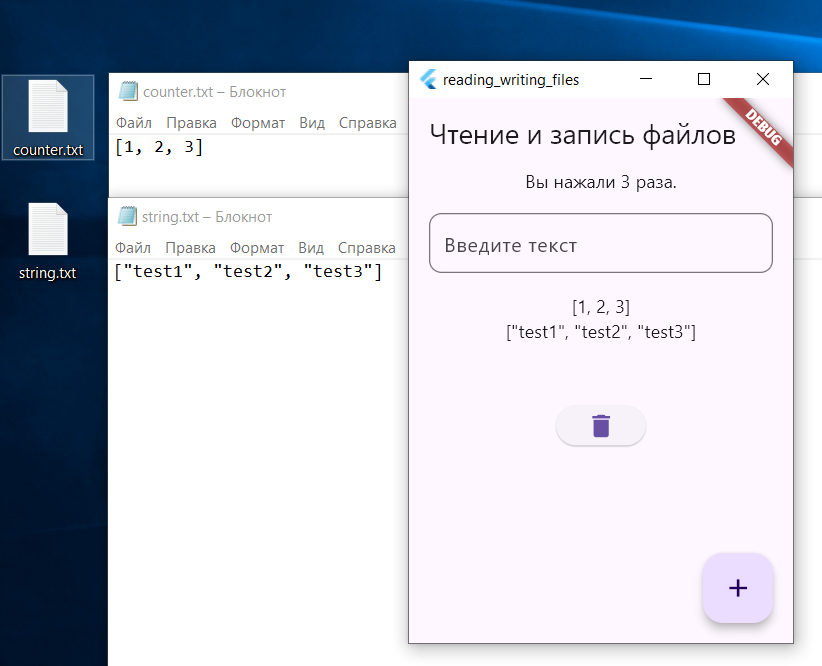 counter.txt
string.txt
counter.txt – Блокнот
Файл Правка Формат Вид Справка
[1, 2, 3]
string.txt – Блокнот
Файл Правка Формат Вид Справка
["test1", "test2", "test3"]
reading_writing_files
DEBUG
Чтение и запись файлов
Вы нажали 3 раза.
Введите текст
[1, 2, 3]
["test1", "test2", "test3"]
+